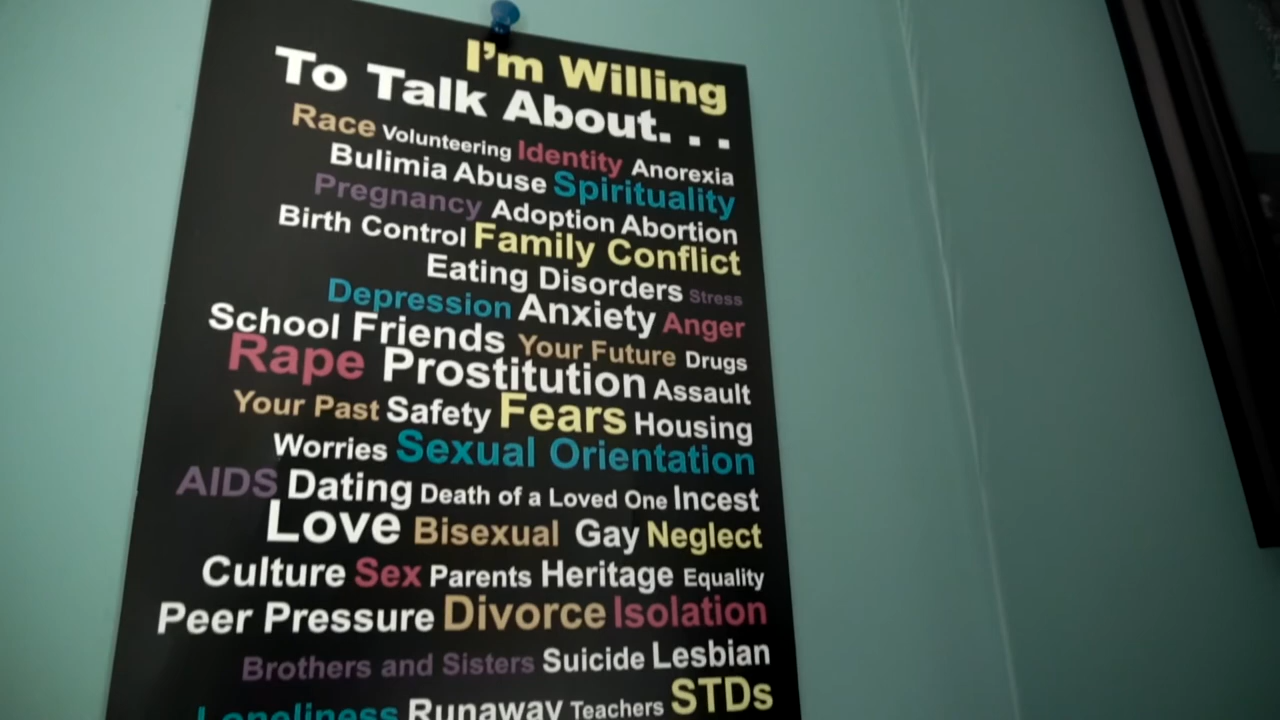 I'm Willing
To Talk About. . .
Race Volunteering Identity Anorexia
Bulimia Abuse Spirituality
Pregnancy Adoption Abortion
Birth Control Family Conflict
Eating Disorders Stress
Depression Anxiety Anger
School Friends Your Future Drugs
Rape Prostitution Assault
Your Past Safety Fears Housing
Worries Sexual Orientation
AIDS Dating Death of a Loved One Incest
Love Bisexual Gay Neglect
Culture Sex Parents Heritage Equality
Peer Pressure Divorce Isolation
Brothers and Sisters Suicide Lesbian
Loneliness Runaway Teachers STDs